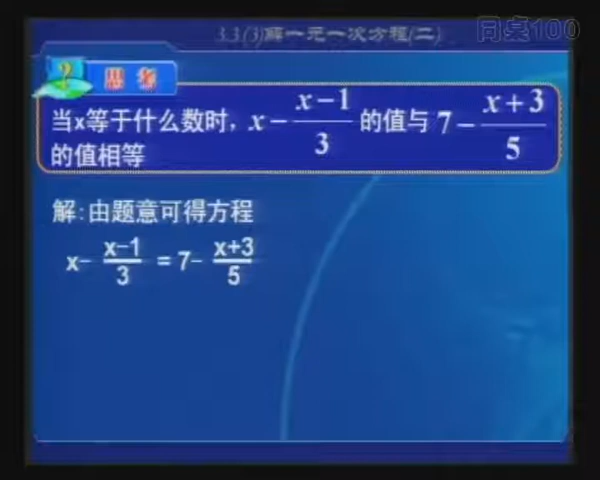 同桌100
3.3(3)解一元一次方程(二)
思考
当x等于什么数时，x－(x－1)/3 的值与 7－(x＋3)/5
的值相等
解：由题意可得方程
x－(x－1)/3 ＝ 7－(x＋3)/5